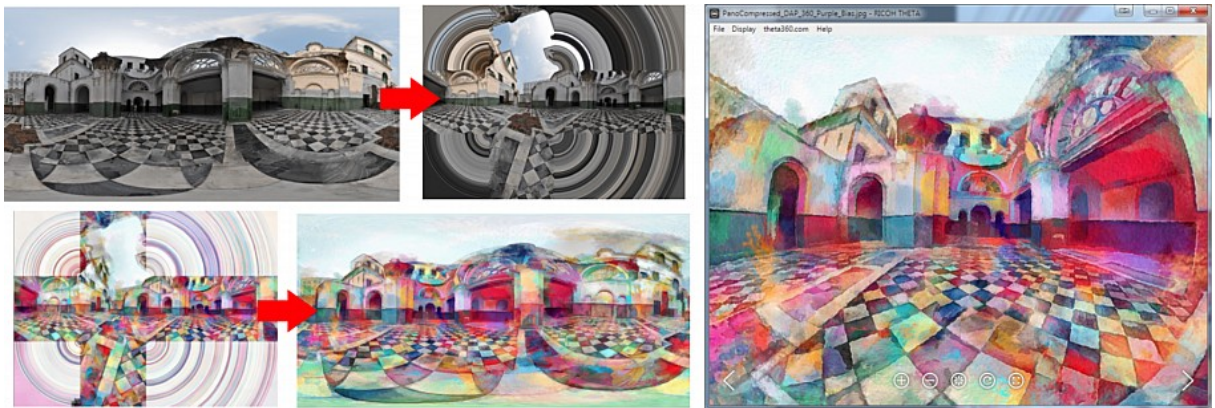 PanoCompressed_DAP_360_Purple_Bias.jpg - RICOH THETA
File Display theta360.com Help